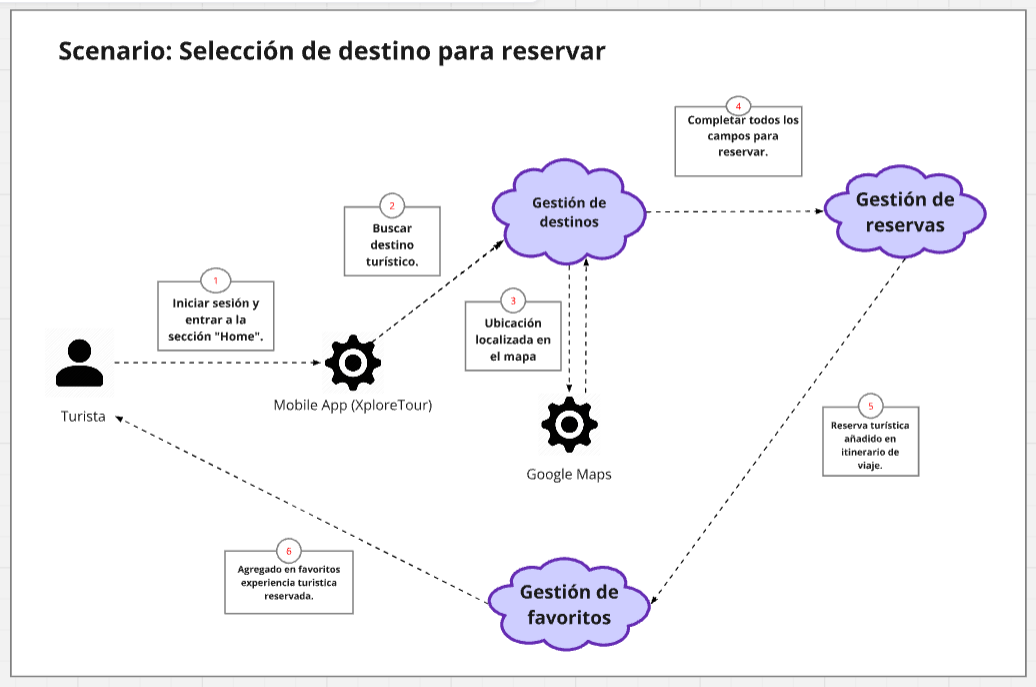 Scenario: Selección de destino para reservar
4
Completar todos los
campos para
reservar.
2
Buscar
destino
turístico.
Gestión de
destinos
Gestión de
reservas
1
Iniciar sesión y
entrar a la
sección "Home".
3
Ubicación
localizada en
el mapa
Turista
Mobile App (XploreTour)
Google Maps
5
Reserva turística
añadido en
itinerario de
viaje.
6
Agregado en favoritos
experiencia turistica
reservada.
Gestión de
favoritos